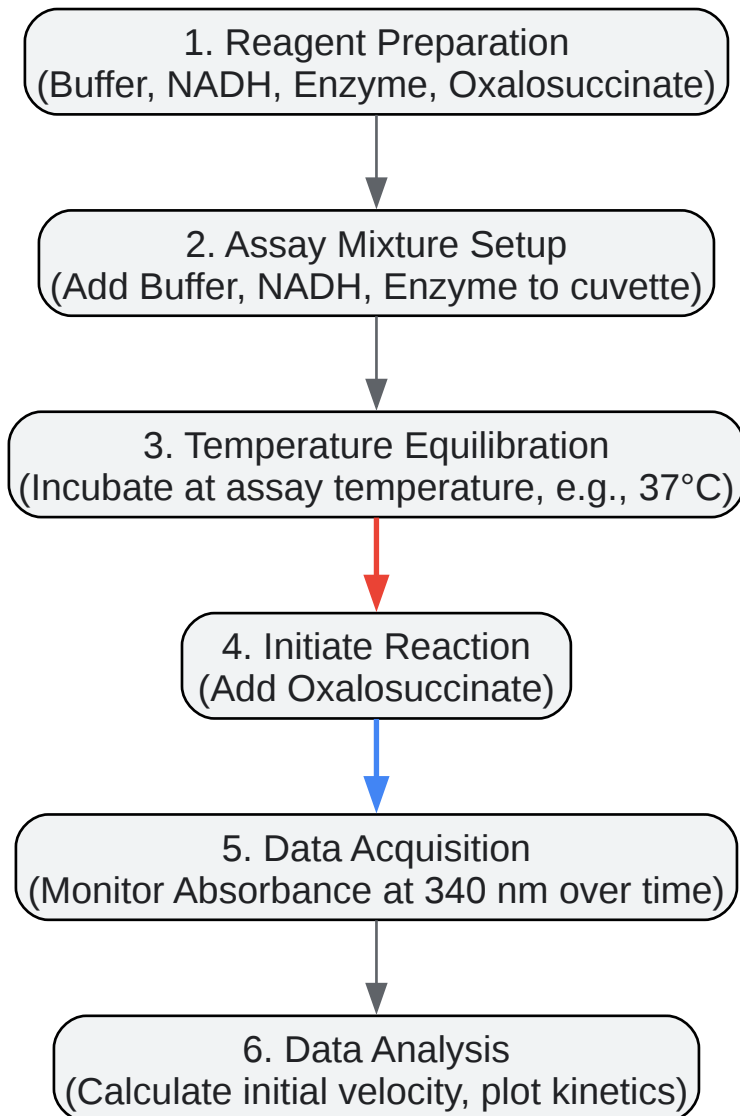 1. Reagent Preparation
(Buffer, NADH, Enzyme, Oxalosuccinate)
2. Assay Mixture Setup
(Add Buffer, NADH, Enzyme to cuvette)
3. Temperature Equilibration
(Incubate at assay temperature, e.g., 37°C)
4. Initiate Reaction
(Add Oxalosuccinate)
5. Data Acquisition
(Monitor Absorbance at 340 nm over time)
6. Data Analysis
(Calculate initial velocity, plot kinetics)